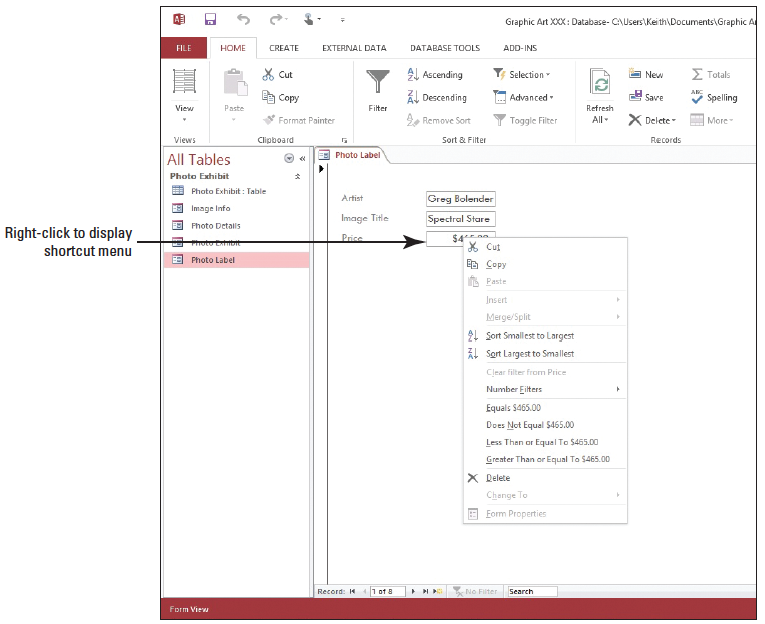 Graphic Art XXX : Database- C:\Users\Keith\Documents\Graphic Ar
FILE HOME CREATE EXTERNAL DATA DATABASE TOOLS ADD-INS
View
Views
Paste
Cut
Copy
Format Painter
Clipboard
Filter
Ascending
Descending
Remove Sort
Selection
Advanced
Toggle Filter
Sort & Filter
Refresh
All
New
Save
Delete
Totals
ABC
Spelling
More
Records
All Tables
Photo Exhibit
Photo Exhibit : Table
Image Info
Photo Details
Photo Exhibit
Photo Label
Right-click to display
shortcut menu
Photo Label
Artist Greg Bolender
Image Title Spectral Stare
Price $465.00
Cut
Copy
Paste
Insert
Merge/Split
Sort Smallest to Largest
Sort Largest to Smallest
Clear filter from Price
Number Filters
Equals $465.00
Does Not Equal $465.00
Less Than or Equal To $465.00
Greater Than or Equal To $465.00
Delete
Change To
Form Properties
Record: 1 of 8 No Filter Search
Form View